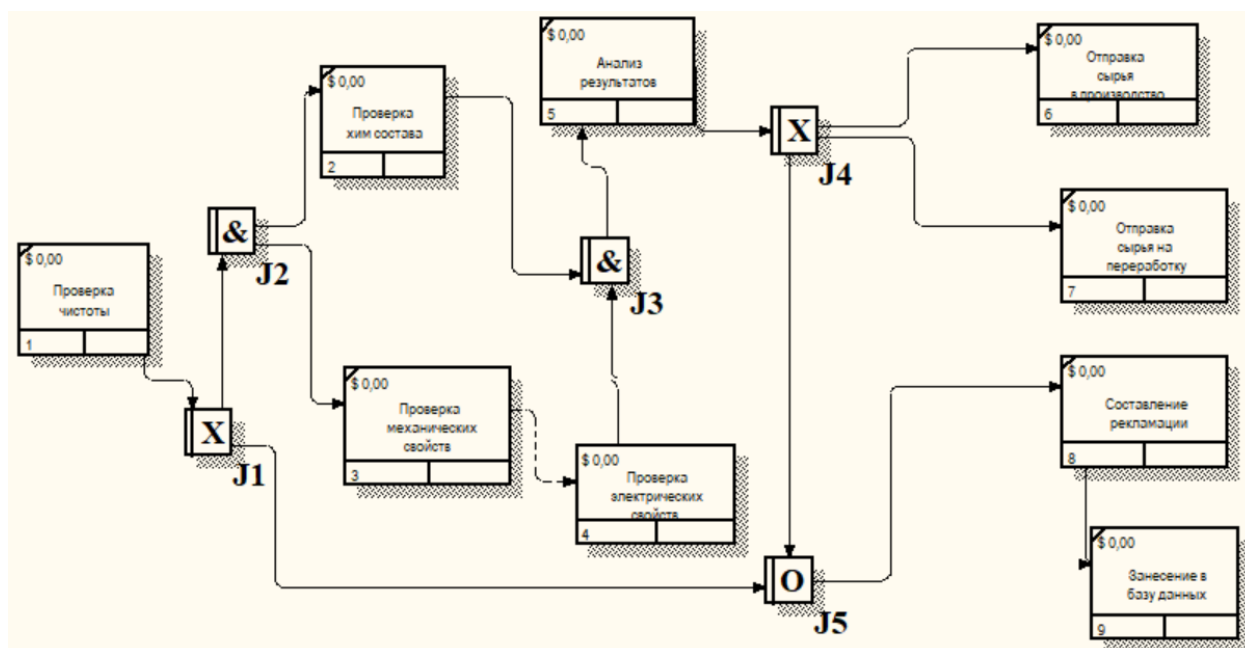 $ 0,00
Проверка
чистоты
1
X
J1
&
J2
$ 0,00
Проверка
хим состава
2
$ 0,00
Проверка
механических
свойств
3
$ 0,00
Проверка
электрических
свойств
4
&
J3
$ 0,00
Анализ
результатов
5
X
J4
O
J5
$ 0,00
Отправка
сырья
в производство
6
$ 0,00
Отправка
сырья на
переработку
7
$ 0,00
Составление
рекламации
8
$ 0,00
Занесение в
базу данных
9